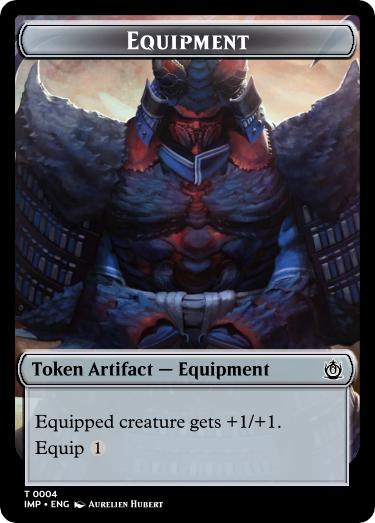 Equipment
Token Artifact — Equipment
Equipped creature gets +1/+1.
Equip 1
T 0004
IMP • ENG Aurelien Hubert